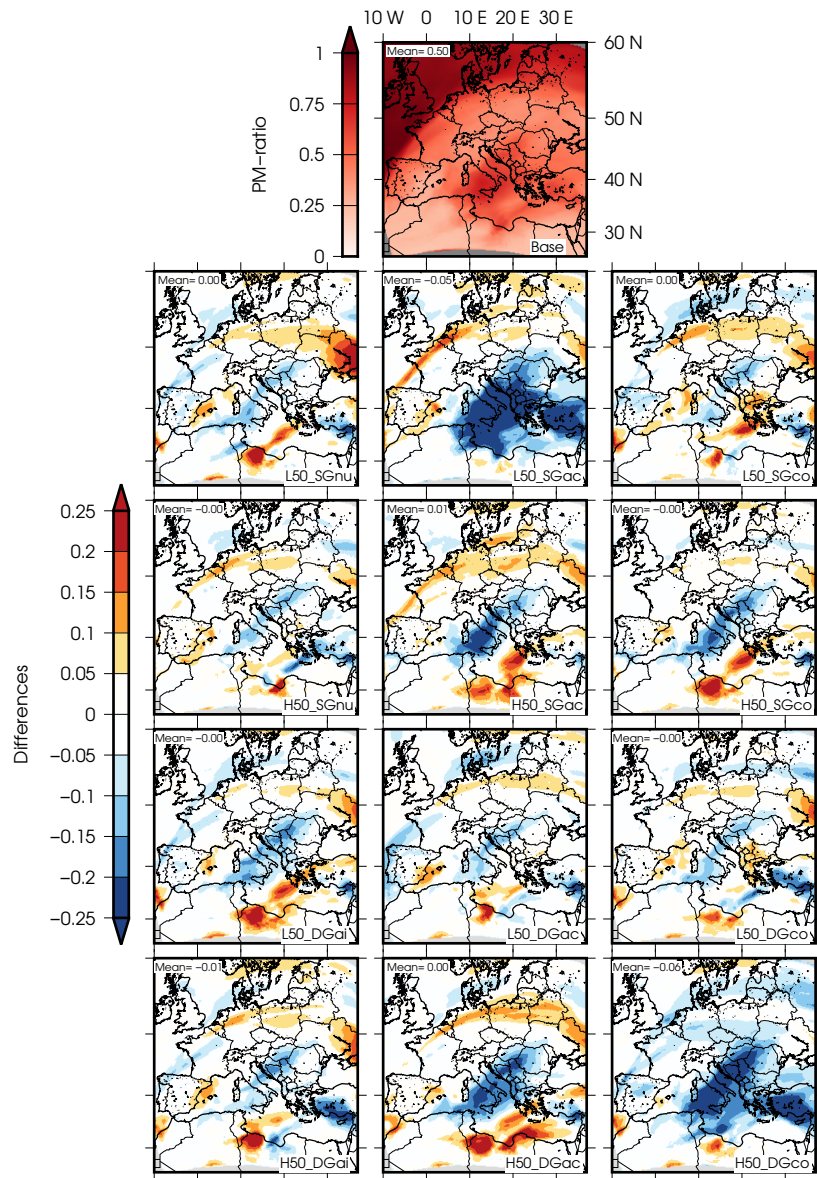 10 W 0 10 E 20 E 30 E
Mean= 0.50
60 N
50 N
40 N
30 N
Base
PM−ratio
1
0.75
0.5
0.25
0
Mean= 0.00
L50_SGnu
Mean= −0.05
L50_SGac
Mean= 0.00
L50_SGco
Mean= −0.00
H50_SGnu
Mean= 0.01
H50_SGac
Mean= −0.00
H50_SGco
Differences
0.25
0.2
0.15
0.1
0.05
0
−0.05
−0.1
−0.15
−0.2
−0.25
Mean= −0.00
L50_DGai
Mean= −0.00
L50_DGac
Mean= −0.00
L50_DGco
Mean= −0.01
H50_DGai
Mean= 0.00
H50_DGac
Mean= −0.06
H50_DGco